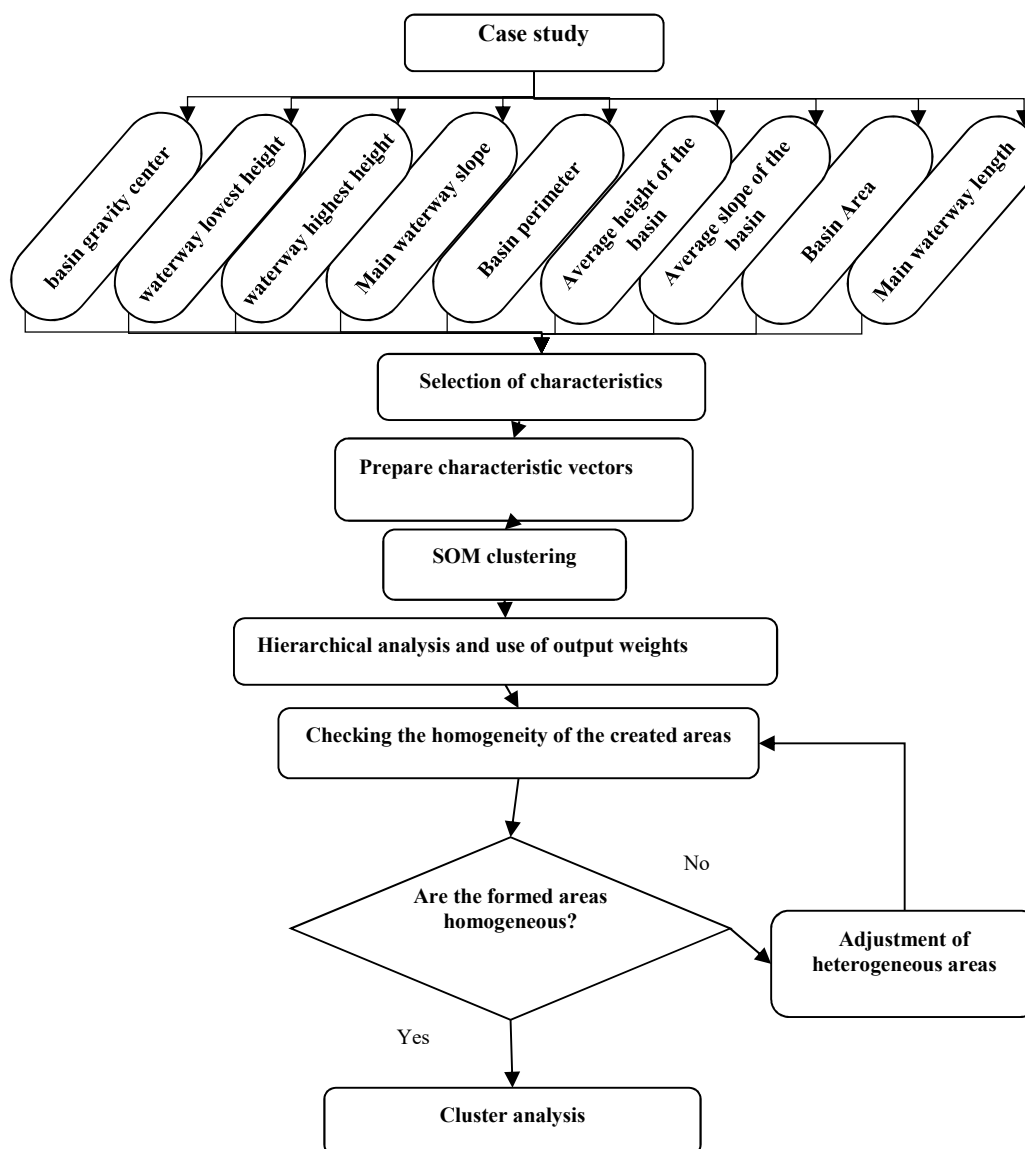 Case study
basin gravity center
waterway lowest height
waterway highest height
Main waterway slope
Basin perimeter
Average height of the
basin
Average slope of the
basin
Basin Area
Main waterway length
Selection of characteristics
Prepare characteristic vectors
SOM clustering
Hierarchical analysis and use of output weights
Checking the homogeneity of the created areas
No
Are the formed areas
homogeneous?
Adjustment of
heterogeneous areas
Yes
Cluster analysis